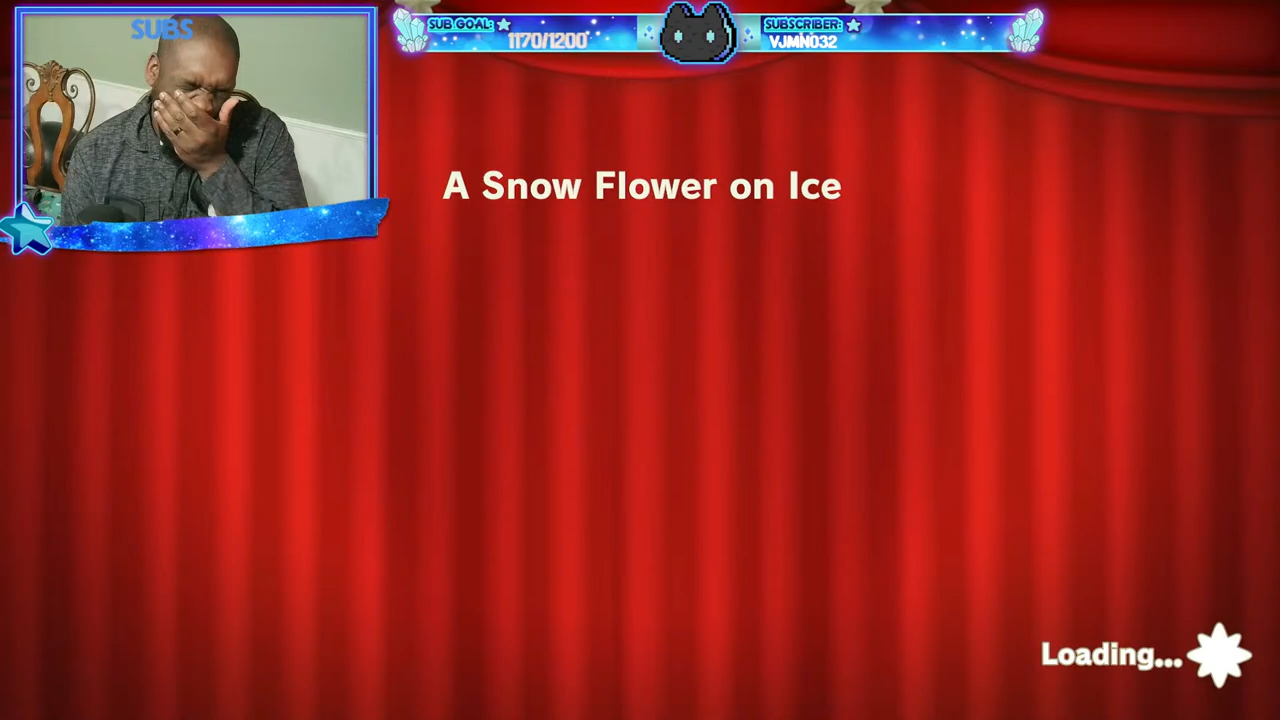 SUBS
SUB GOAL:
1170/1200
SUBSCRIBER:
VJMN032
A Snow Flower on Ice
Loading...